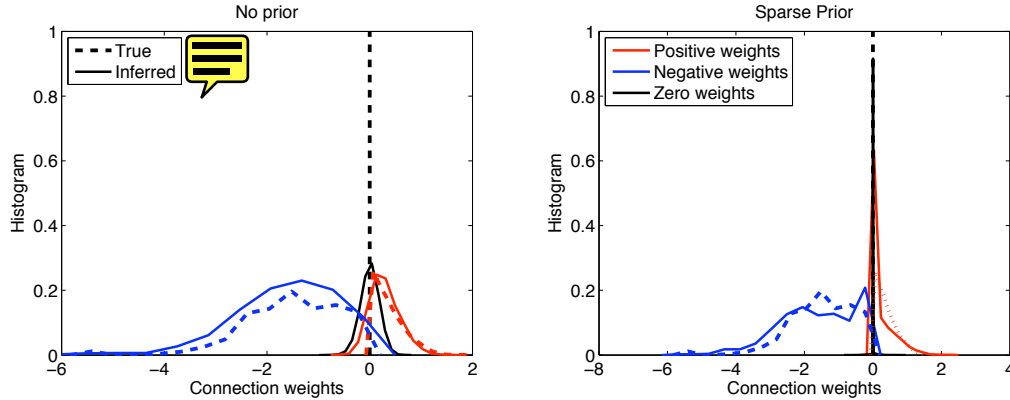 No prior
1
0.8
0.6
0.4
0.2
0
Histogram
True
Inferred
−6
−4
−2
0
2
Connection weights
Sparse Prior
1
0.8
0.6
0.4
0.2
0
Histogram
Positive weights
Negative weights
Zero weights
−8
−6
−4
−2
0
2
4
Connection weights